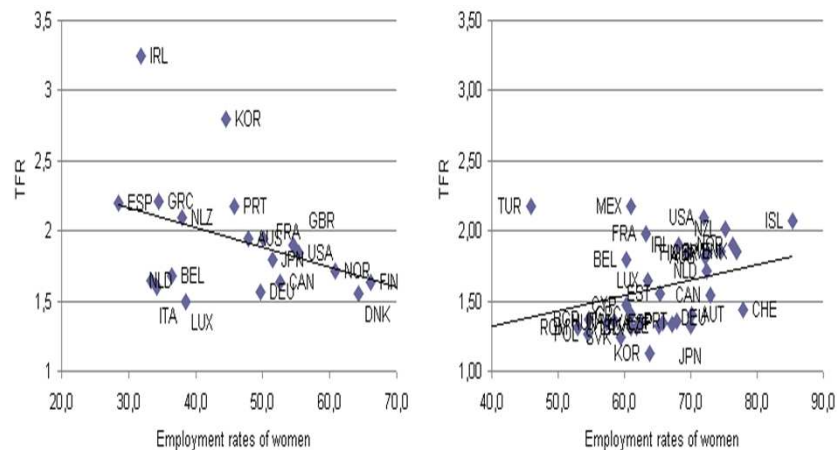 3,5
3
2,5
2
1,5
1
TFR
20,0 30,0 40,0 50,0 60,0 70,0
Employment rates of women
IRL
KOR
ESP
GRC
NLZ
PRT
GBR
FRA
AUS
USA
JPN
NOR
NLD
BEL
CAN
FIN
DEU
ITA
LUX
DNK
3,50
3,00
2,50
2,00
1,50
1,00
TFR
40,0 50,0 60,0 70,0 80,0 90,0
Employment rates of women
TUR
MEX
USA
ISL
FRA
NZL
IRL
BEL
NLD
LUX
EST
CAN
CHE
AUT
PRT
DEU
POL
SVK
KOR
JPN